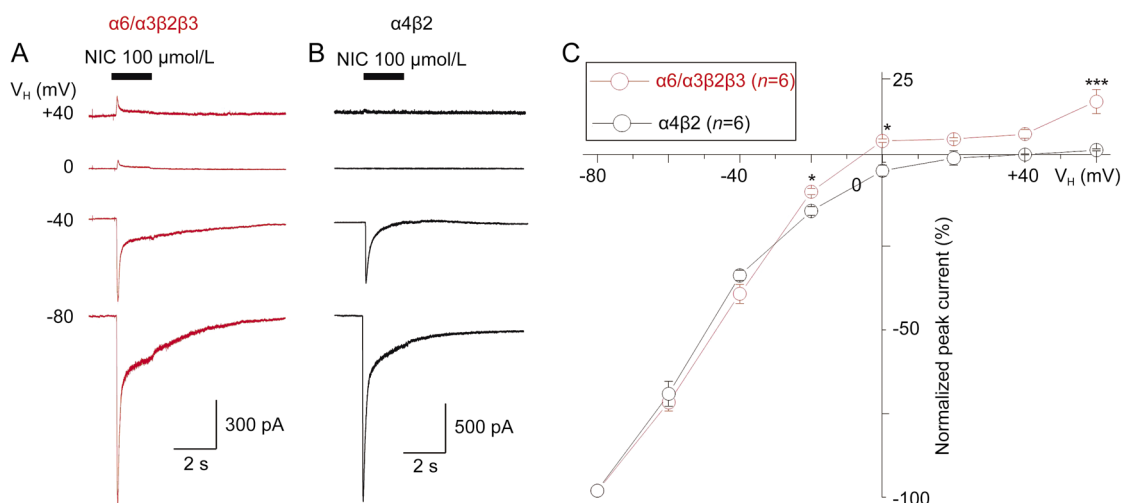 α6/α3β2β3
α4β2
A
NIC 100 μmol/L
B
NIC 100 μmol/L
C
V_H (mV)
+40
0
-40
-80
300 pA
2 s
500 pA
2 s
α6/α3β2β3 (n=6)
α4β2 (n=6)
25
***
*
*
-80
-40
0
+40
V_H (mV)
-50
-100
Normalized peak current (%)